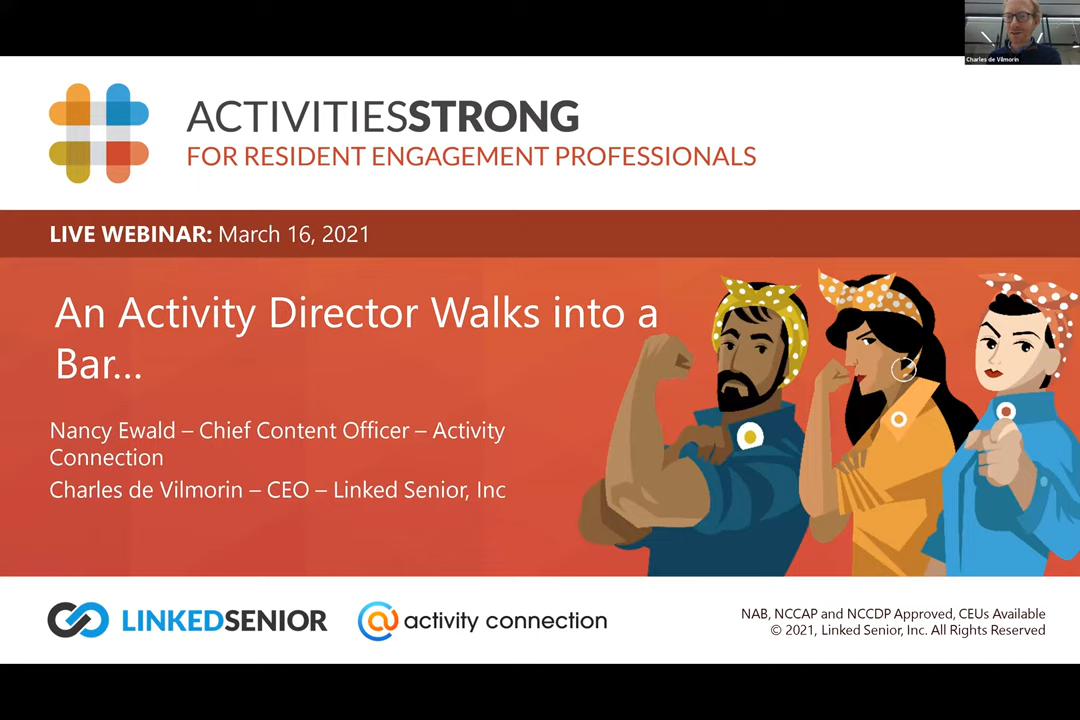 Charles de Vilmorin
ACTIVITIESSTRONG
FOR RESIDENT ENGAGEMENT PROFESSIONALS
LIVE WEBINAR: March 16, 2021
An Activity Director Walks into a
Bar...
Nancy Ewald – Chief Content Officer – Activity
Connection
Charles de Vilmorin – CEO – Linked Senior, Inc
LINKEDSENIOR
activity connection
NAB, NCCAP and NCCDP Approved, CEUs Available
© 2021, Linked Senior, Inc. All Rights Reserved